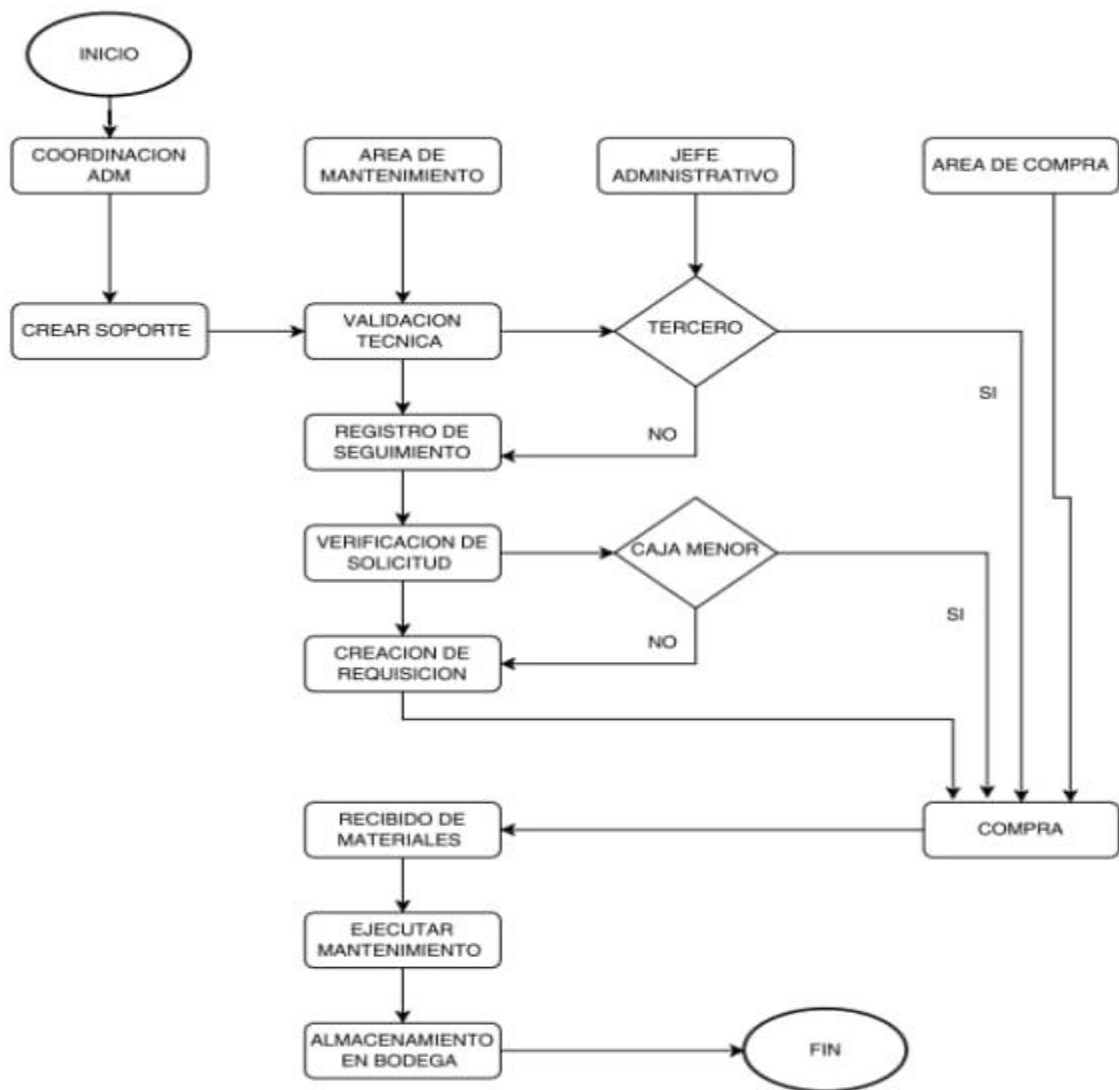 INICIO
COORDINACION
ADM
AREA DE
MANTENIMIENTO
JEFE
ADMINISTRATIVO
AREA DE COMPRA
CREAR SOPORTE
VALIDACION
TECNICA
TERCERO
SI
REGISTRO DE
SEGUIMIENTO
NO
VERIFICACION DE
SOLICITUD
CAJA MENOR
SI
CREACION DE
REQUISICION
NO
RECIBIDO DE
MATERIALES
COMPRA
EJECUTAR
MANTENIMIENTO
ALMACENAMIENTO
EN BODEGA
FIN